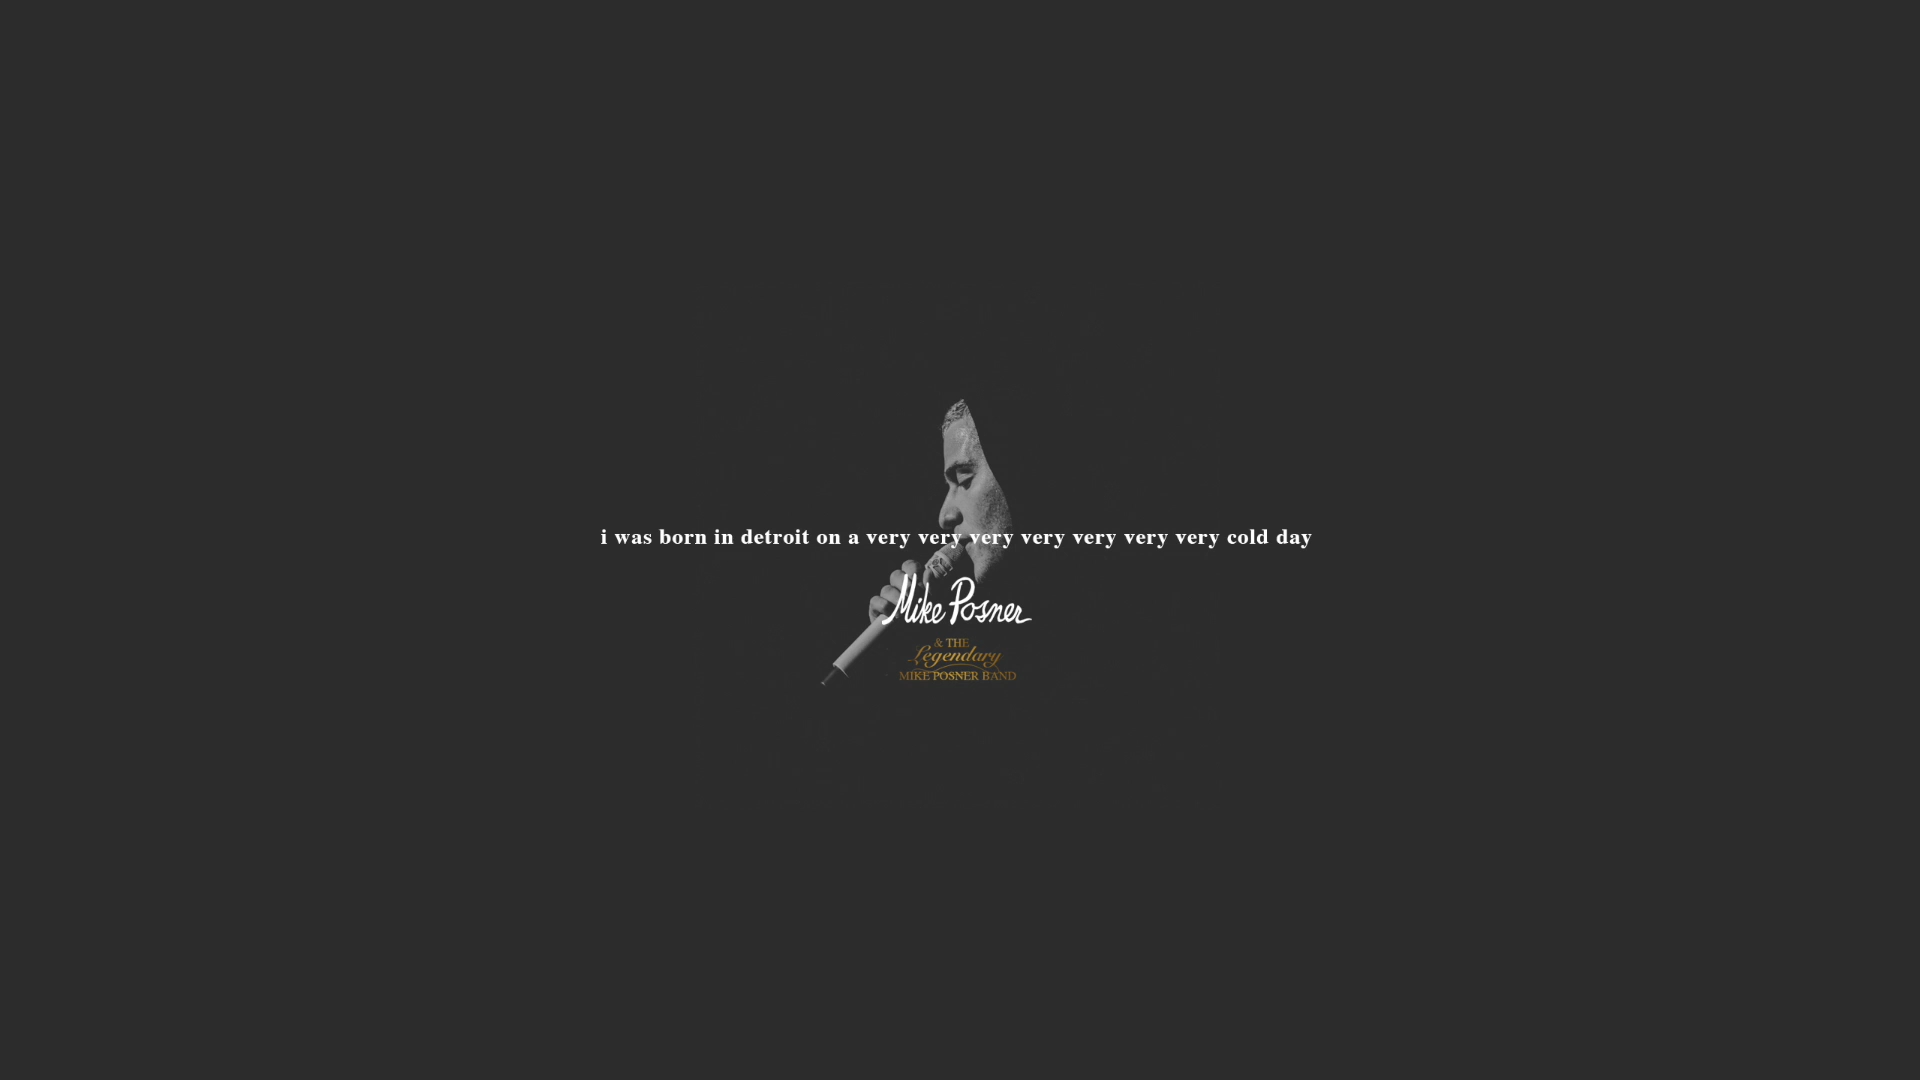 i was born in detroit on a very very very very very very very cold day
Mike Posner
& THE
Legendary
MIKE POSNER BAND